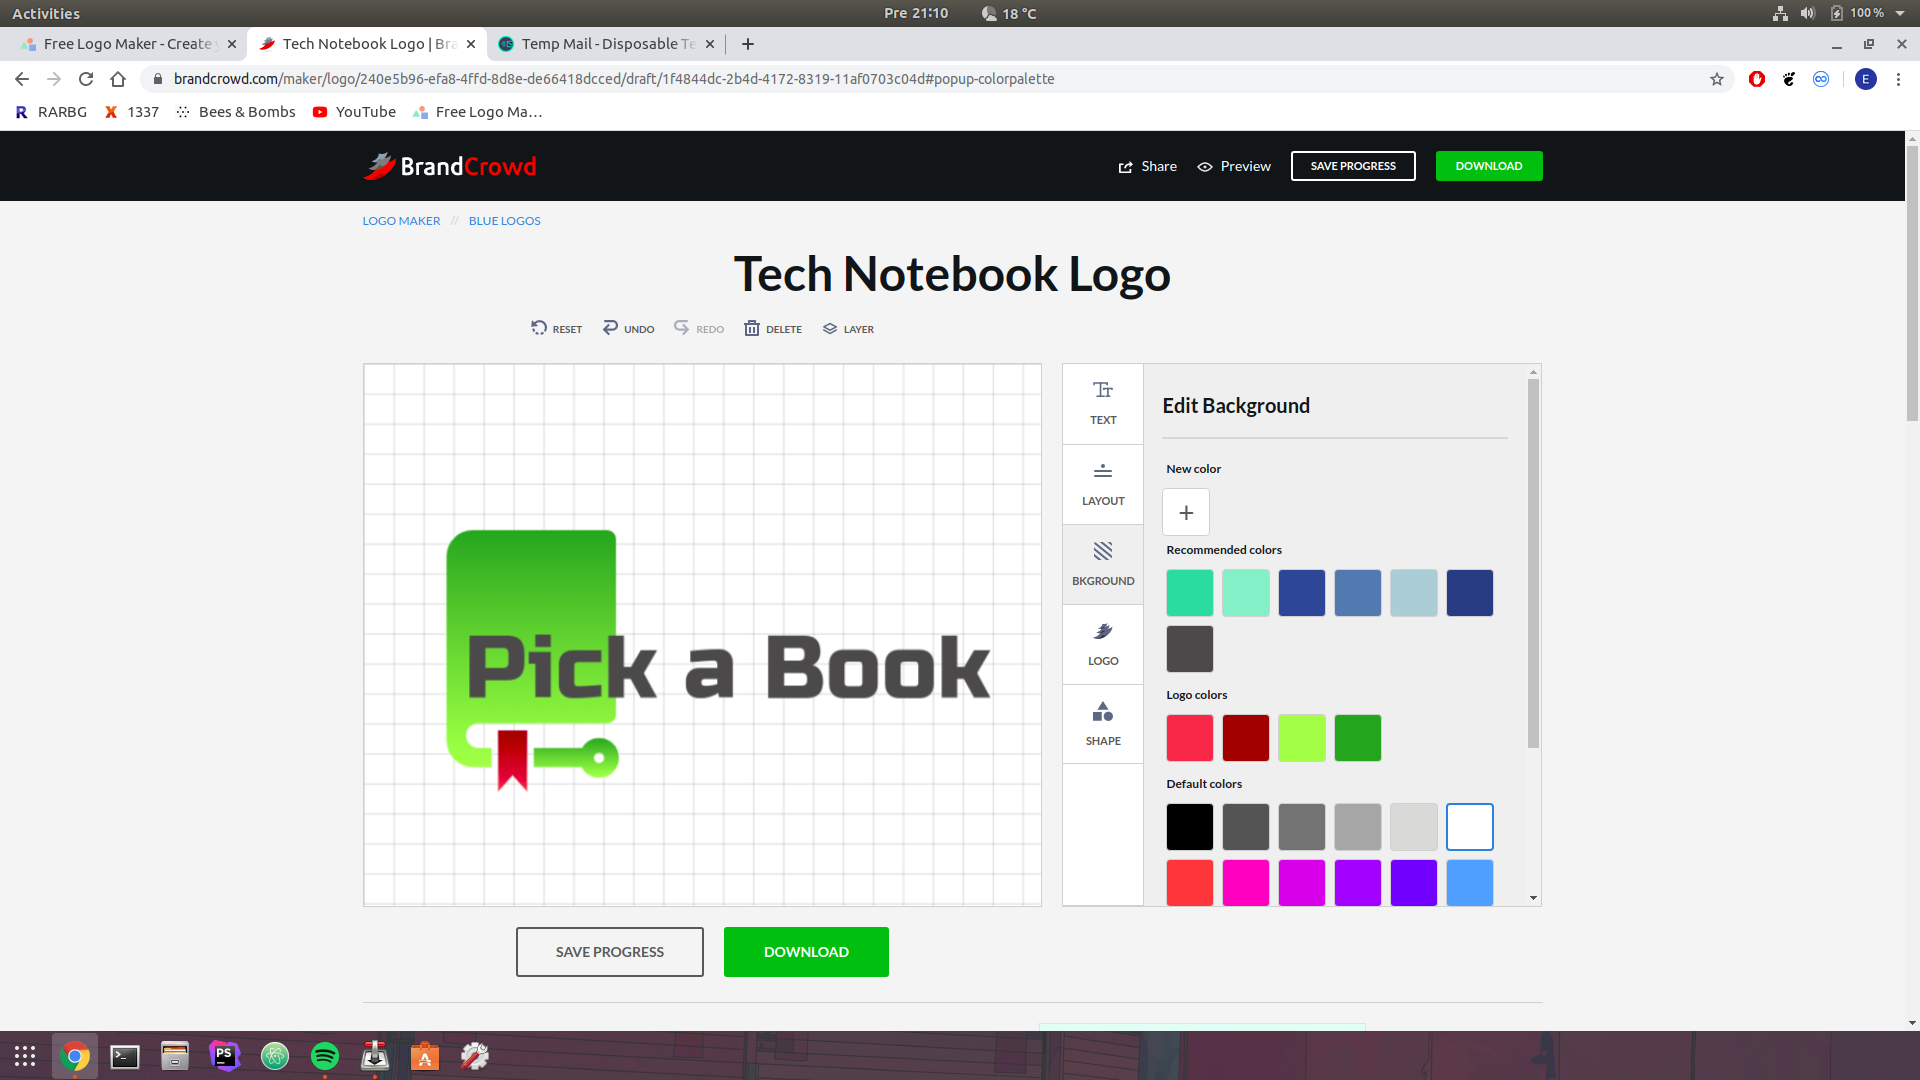 Activities
Pre 21:10
18 °C
100 %
Free Logo Maker - Create
Tech Notebook Logo | Bra
Temp Mail - Disposable Te
brandcrowd.com/maker/logo/240e5b96-efa8-4ffd-8d8e-de66418dcced/draft/1f4844dc-2b4d-4172-8319-11af0703c04d#popup-colorpalette
E
RARBG
1337
Bees & Bombs
YouTube
Free Logo Ma...
BrandCrowd
Share
Preview
SAVE PROGRESS
DOWNLOAD
LOGO MAKER // BLUE LOGOS
Tech Notebook Logo
RESET
UNDO
REDO
DELETE
LAYER
Pick a Book
TEXT
LAYOUT
BKGROUND
LOGO
SHAPE
Edit Background
New color
Recommended colors
Logo colors
Default colors
SAVE PROGRESS
DOWNLOAD
PS